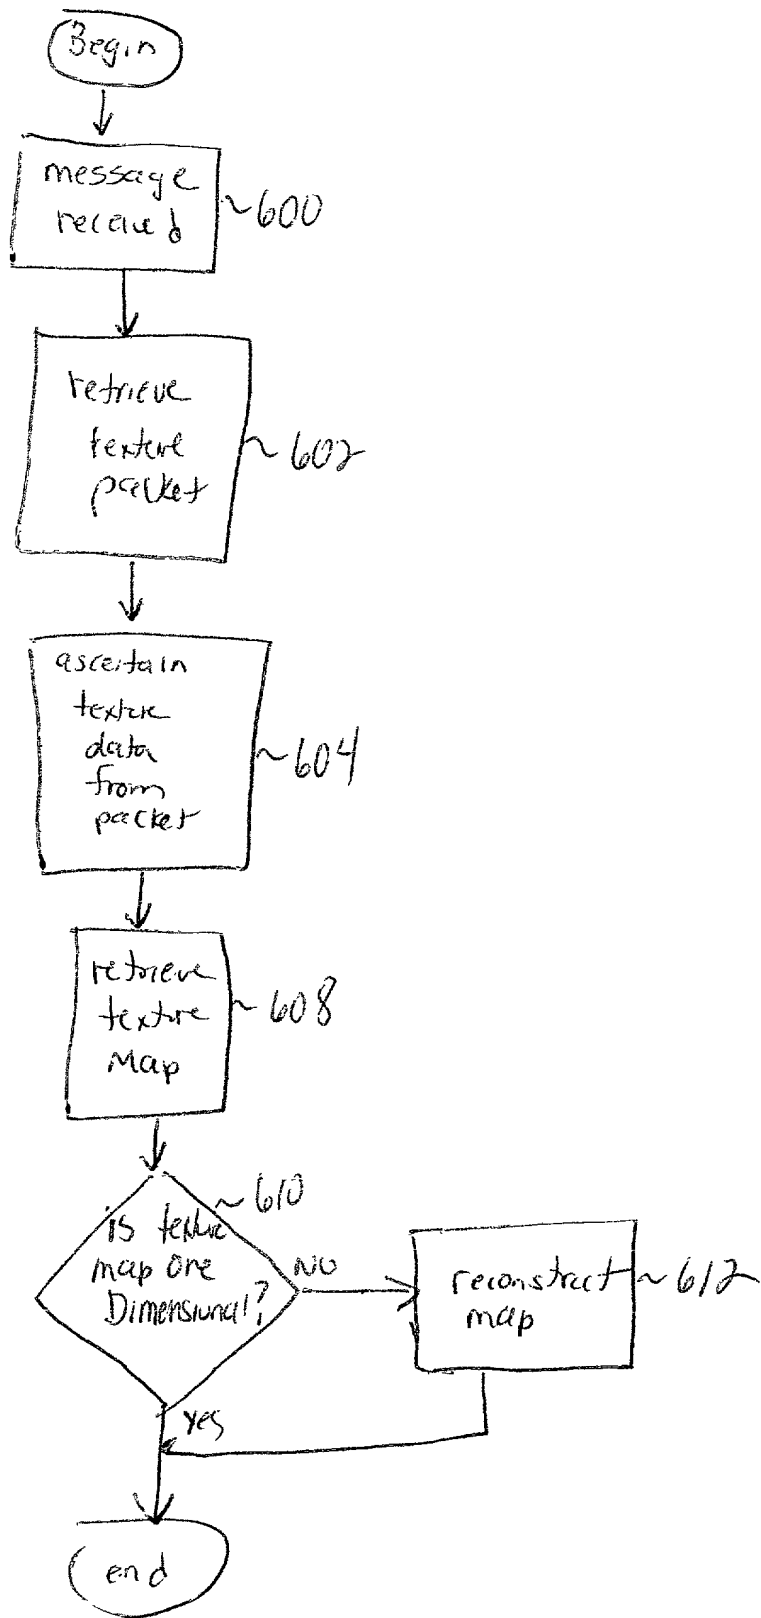 Begin
message
received
~600
retrieve
texture
packet
~602
ascertain
texture
data
from
packet
~604
retrieve
texture
Map
~608
is texture
map one
Dimensional?
~610
NO
reconstruct
map
~612
yes
end